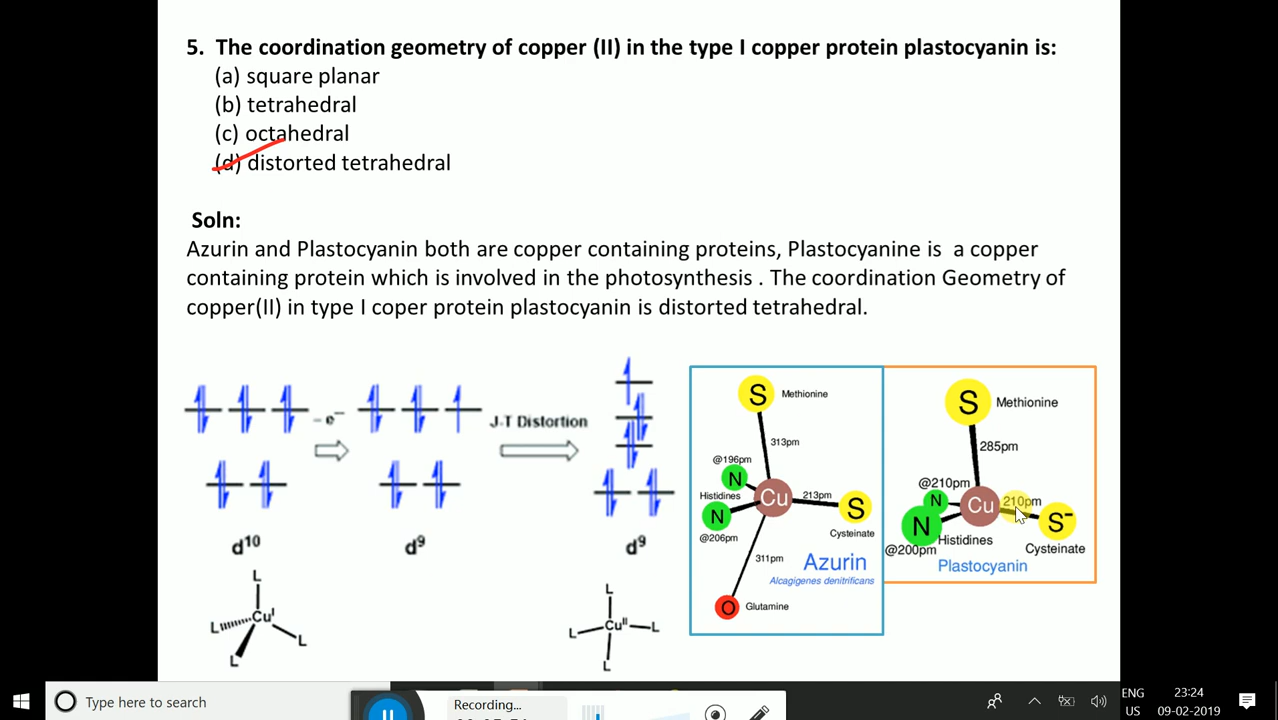 5. The coordination geometry of copper (II) in the type I copper protein plastocyanin is:
(a) square planar
(b) tetrahedral
(c) octahedral
(d) distorted tetrahedral
Soln:
Azurin and Plastocyanin both are copper containing proteins, Plastocyanine is a copper
containing protein which is involved in the photosynthesis . The coordination Geometry of
copper(II) in type I coper protein plastocyanin is distorted tetrahedral.
– e⁻
J-T Distortion
d¹⁰
d⁹
d⁹
L
L
Cuᴵ
L
L
L
L
Cuᴵᴵ
L
L
S
Methionine
313pm
@196pm
N
Histidines
Cu
213pm
S
N
@206pm
Cysteinate
311pm
Azurin
Alcagigenes denitrificans
O
Glutamine
S
Methionine
285pm
@210pm
N
Cu
210pm
N
S⁻
Histidines
@200pm
Cysteinate
Plastocyanin
Type here to search
Recording...
ENG
US
23:24
09-02-2019